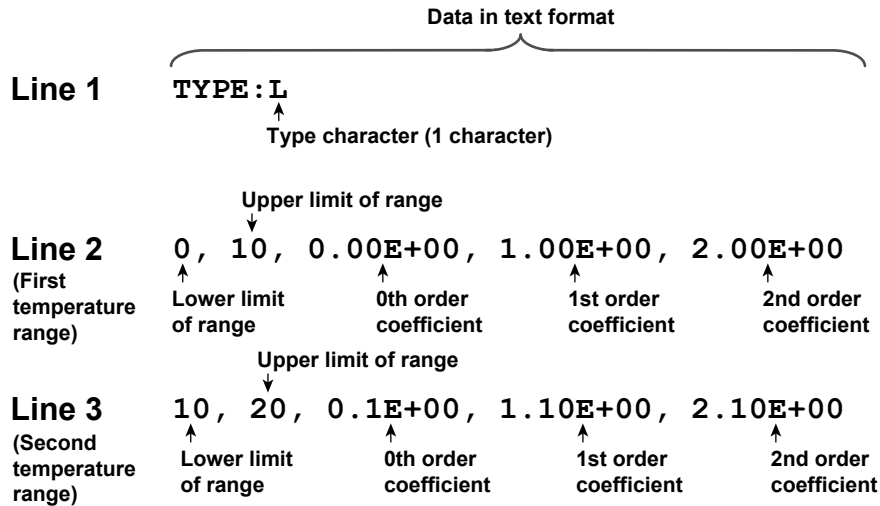 Data in text format
Line 1 TYPE:L
Type character (1 character)
Upper limit of range
Line 2 0, 10, 0.00E+00, 1.00E+00, 2.00E+00
(First temperature range)
Lower limit of range
0th order coefficient
1st order coefficient
2nd order coefficient
Upper limit of range
Line 3 10, 20, 0.1E+00, 1.10E+00, 2.10E+00
(Second temperature range)
Lower limit of range
0th order coefficient
1st order coefficient
2nd order coefficient